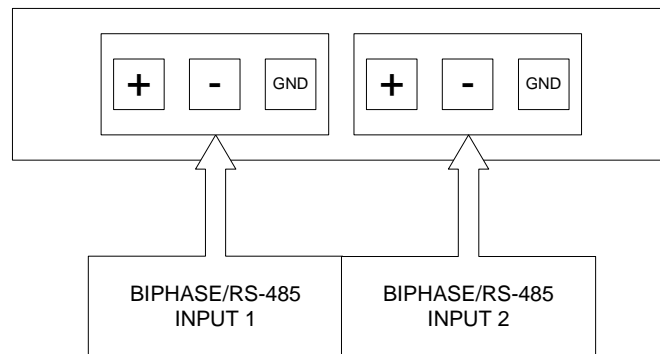 + - GND + - GND
BIPHASE/RS-485
INPUT 1
BIPHASE/RS-485
INPUT 2